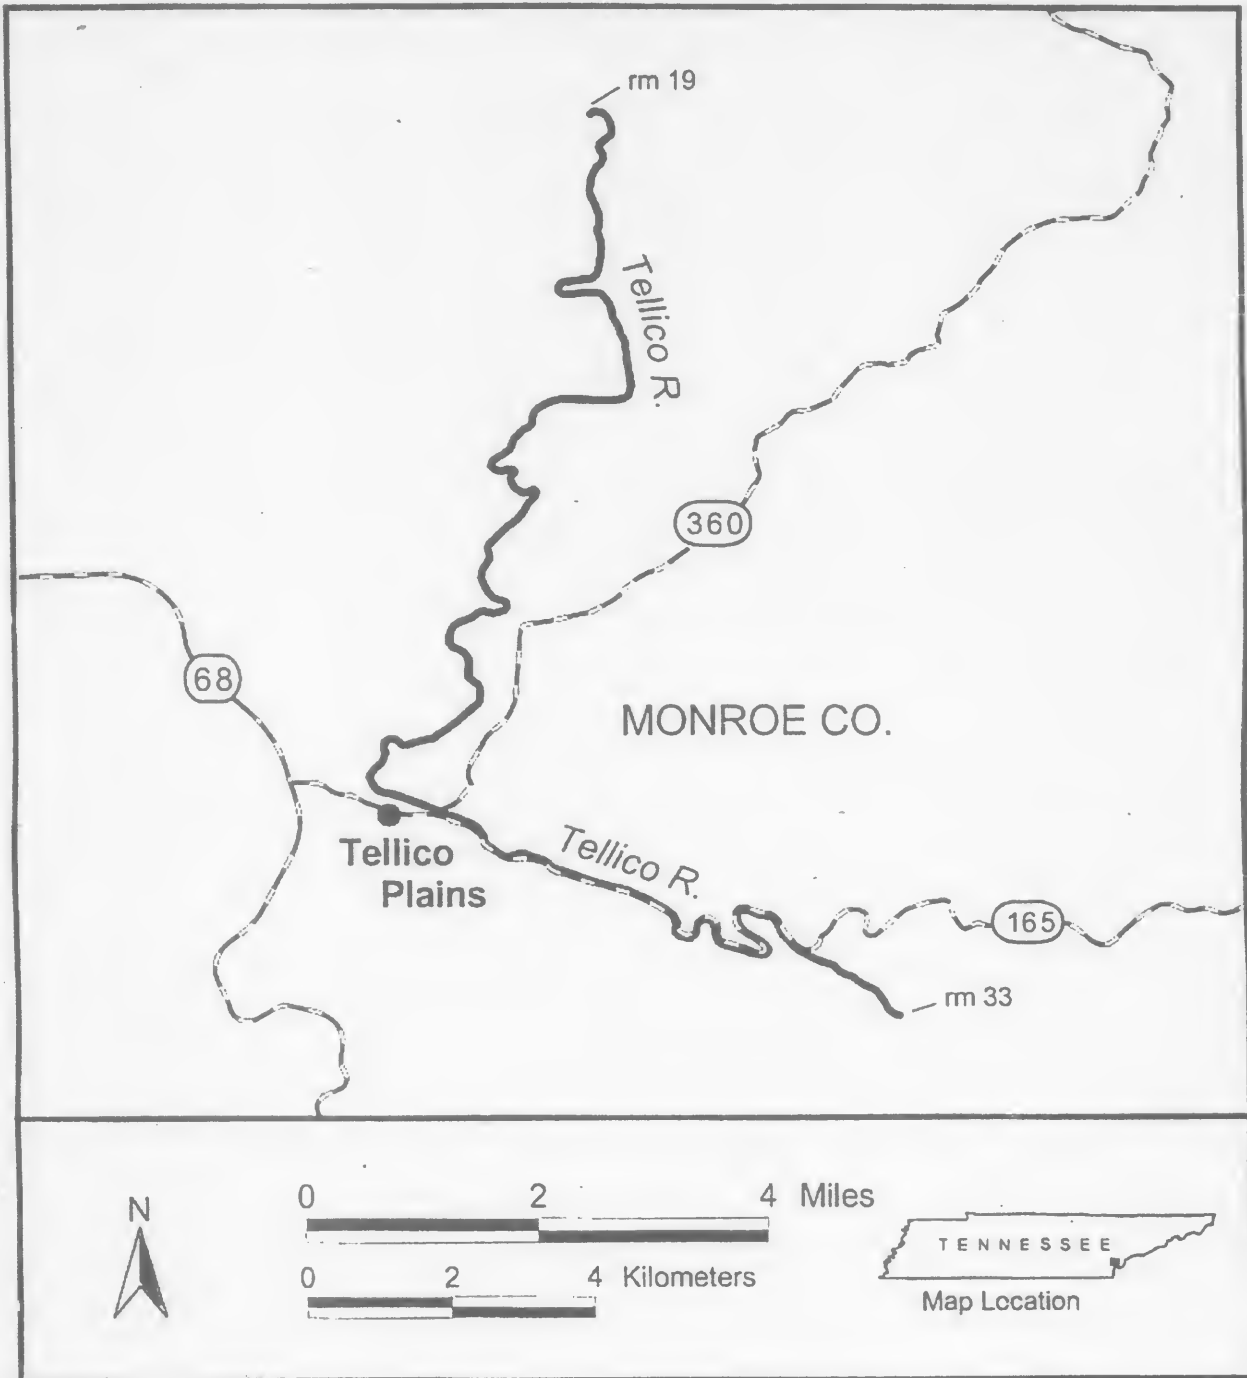 rm 19
Tellico R.
360
68
MONROE CO.
Tellico
Plains
Tellico R.
165
rm 33
N
0 2 4 Miles
0 2 4 Kilometers
TENNESSEE
Map Location